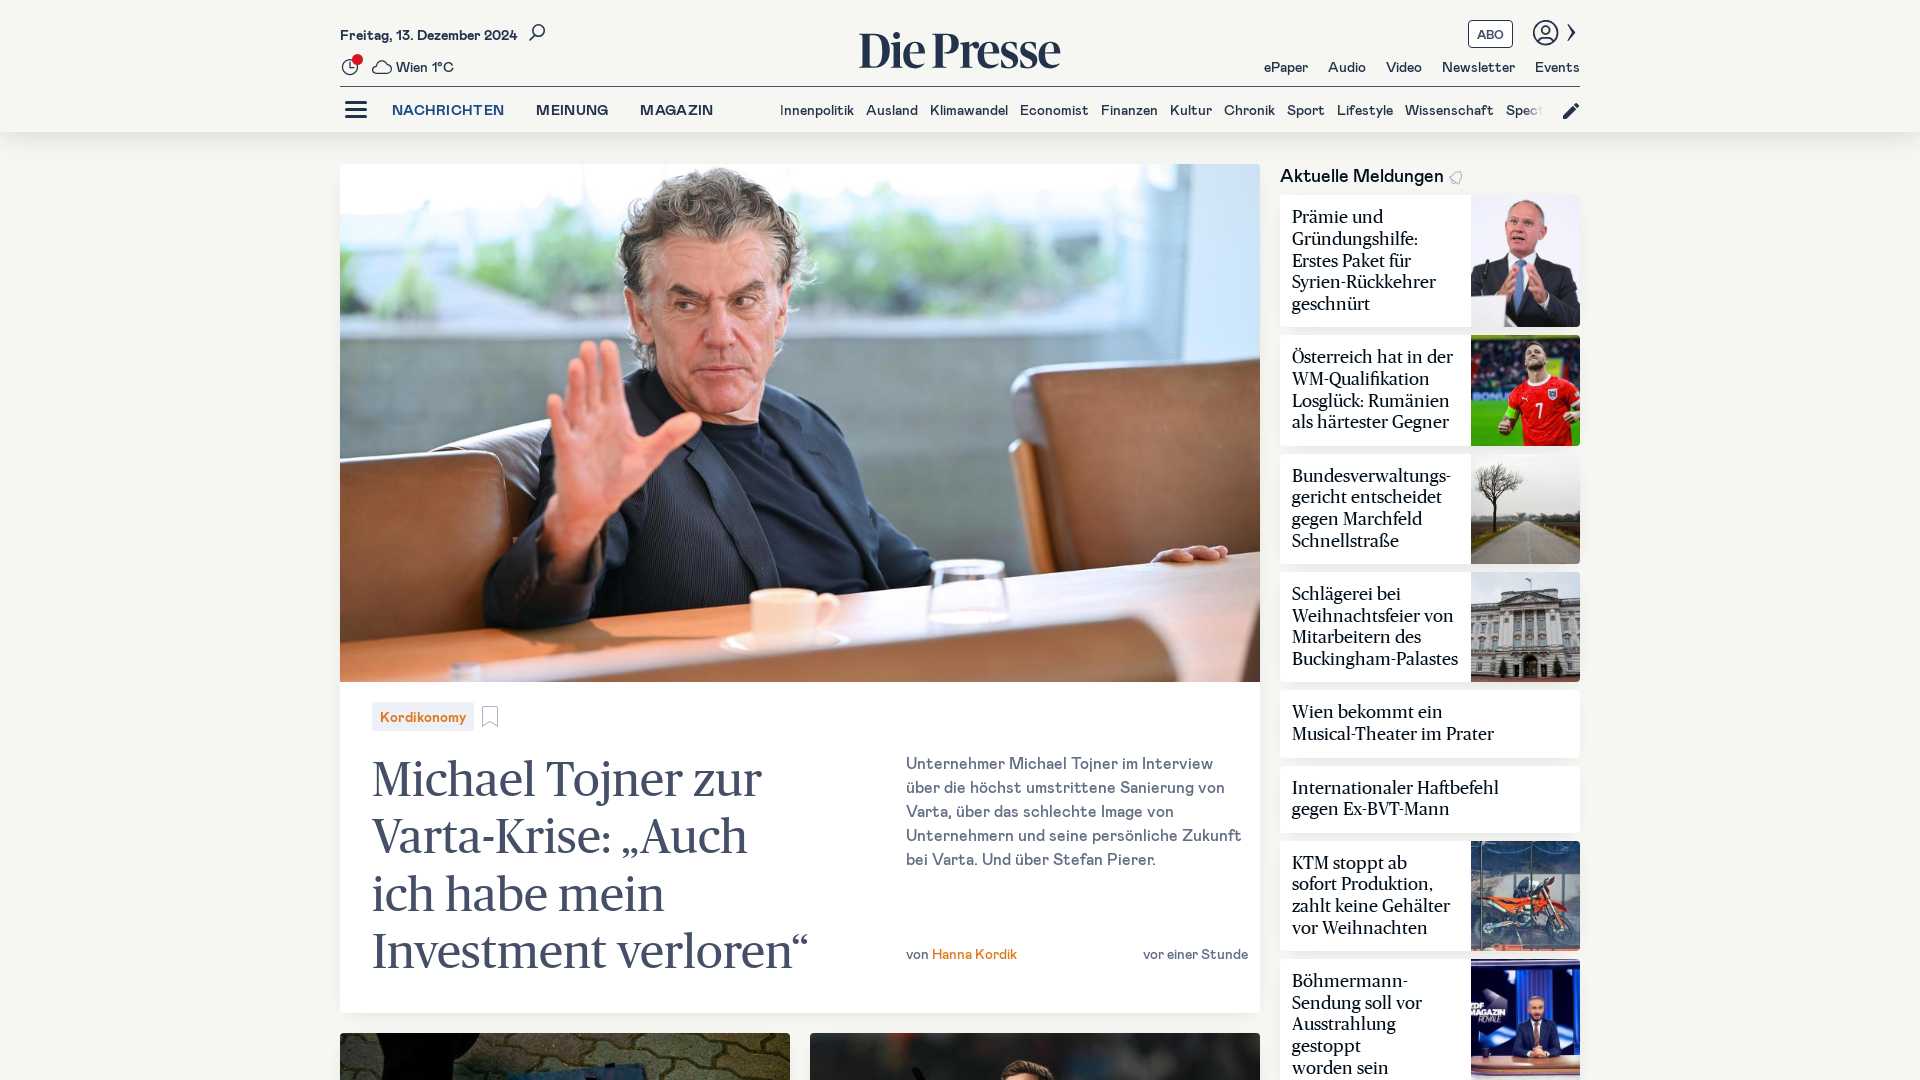 Freitag, 13. Dezember 2024
Wien 1°C
Die Presse
ABO
ePaper Audio Video Newsletter Events
NACHRICHTEN MEINUNG MAGAZIN
Innenpolitik Ausland Klimawandel Economist Finanzen Kultur Chronik Sport Lifestyle Wissenschaft Spect
Kordikonomy
Michael Tojner zur
Varta-Krise: „Auch
ich habe mein
Investment verloren“
Unternehmer Michael Tojner im Interview
über die höchst umstrittene Sanierung von
Varta, über das schlechte Image von
Unternehmern und seine persönliche Zukunft
bei Varta. Und über Stefan Pierer.
von Hanna Kordik
vor einer Stunde
Aktuelle Meldungen
Prämie und
Gründungshilfe:
Erstes Paket für
Syrien-Rückkehrer
geschnürt
Österreich hat in der
WM-Qualifikation
Losglück: Rumänien
als härtester Gegner
7
Bundesverwaltungs-
gericht entscheidet
gegen Marchfeld
Schnellstraße
Schlägerei bei
Weihnachtsfeier von
Mitarbeitern des
Buckingham-Palastes
Wien bekommt ein
Musical-Theater im Prater
Internationaler Haftbefehl
gegen Ex-BVT-Mann
KTM stoppt ab
sofort Produktion,
zahlt keine Gehälter
vor Weihnachten
Böhmermann-
Sendung soll vor
Ausstrahlung
gestoppt
worden sein
ZDF
MAGAZIN
ROYALE